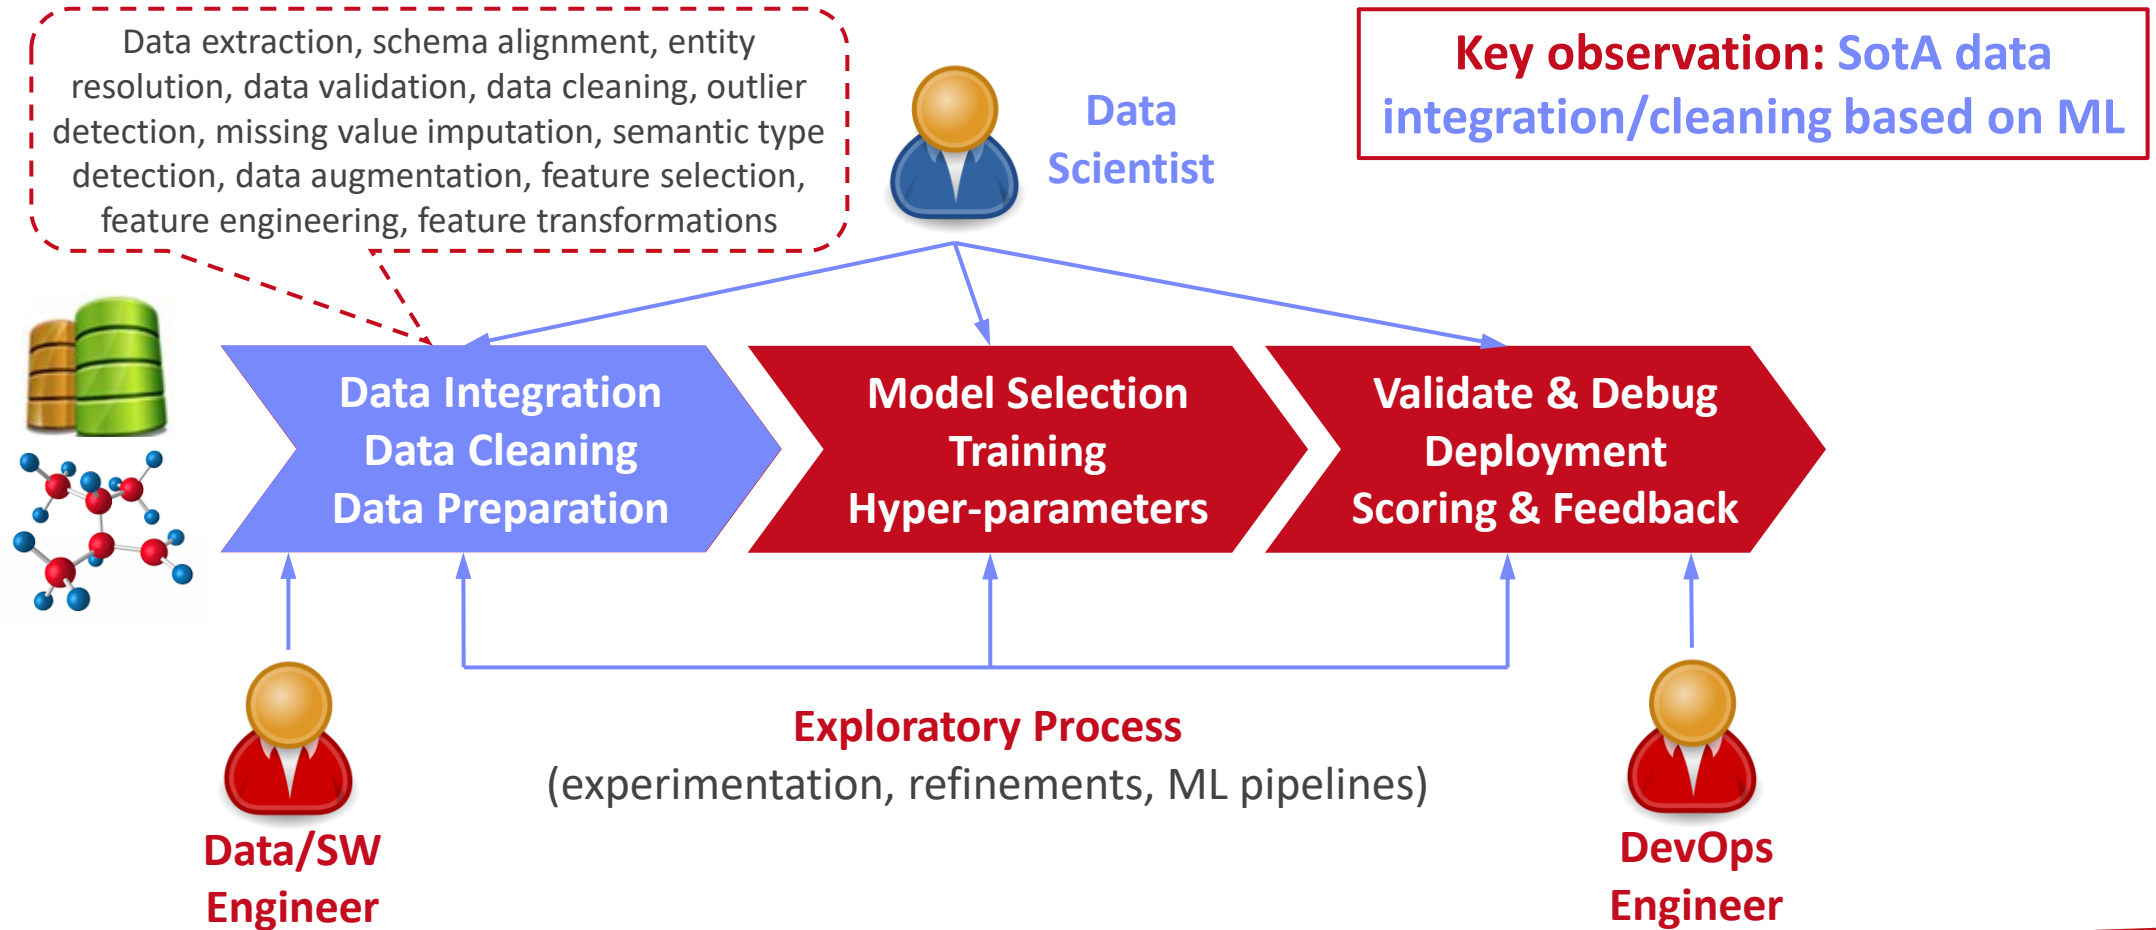 Data extraction, schema alignment, entity
resolution, data validation, data cleaning, outlier
detection, missing value imputation, semantic type
detection, data augmentation, feature selection,
feature engineering, feature transformations
Data
Scientist
Key observation: SotA data
integration/cleaning based on ML
Data Integration
Data Cleaning
Data Preparation
Model Selection
Training
Hyper-parameters
Validate & Debug
Deployment
Scoring & Feedback
Exploratory Process
(experimentation, refinements, ML pipelines)
Data/SW
Engineer
DevOps
Engineer